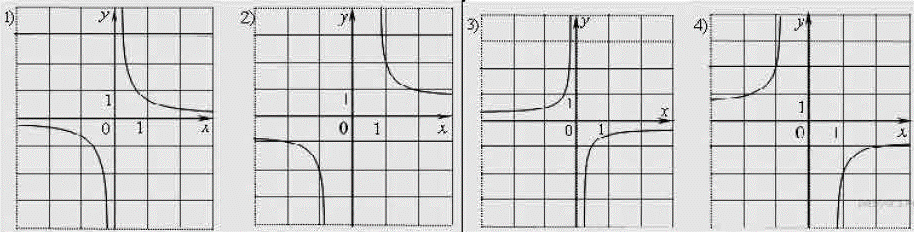 1) y 1 0 1 x
2) y 1 0 1 x
3) y 1 0 1 x
4) y 1 0 1 x